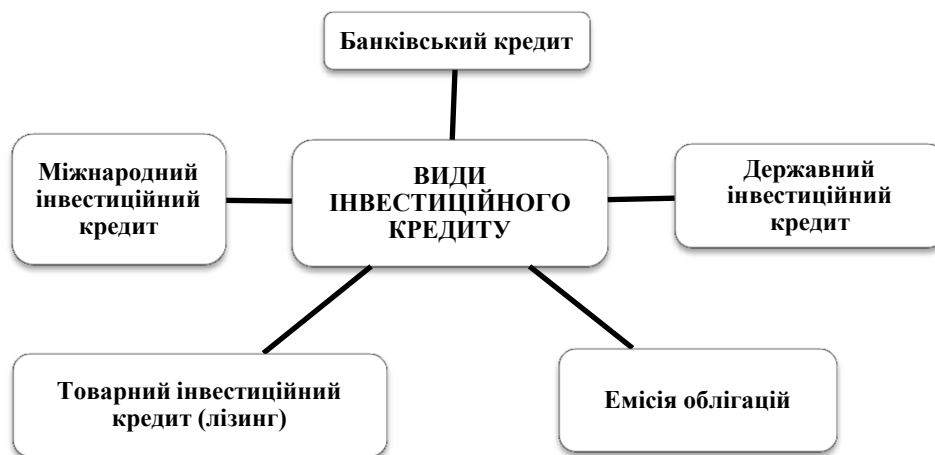 Банківський кредит
Міжнародний
інвестиційний
кредит
ВИДИ
ІНВЕСТИЦІЙНОГО
КРЕДИТУ
Державний
інвестиційний
кредит
Товарний інвестиційний
кредит (лізинг)
Емісія облігацій